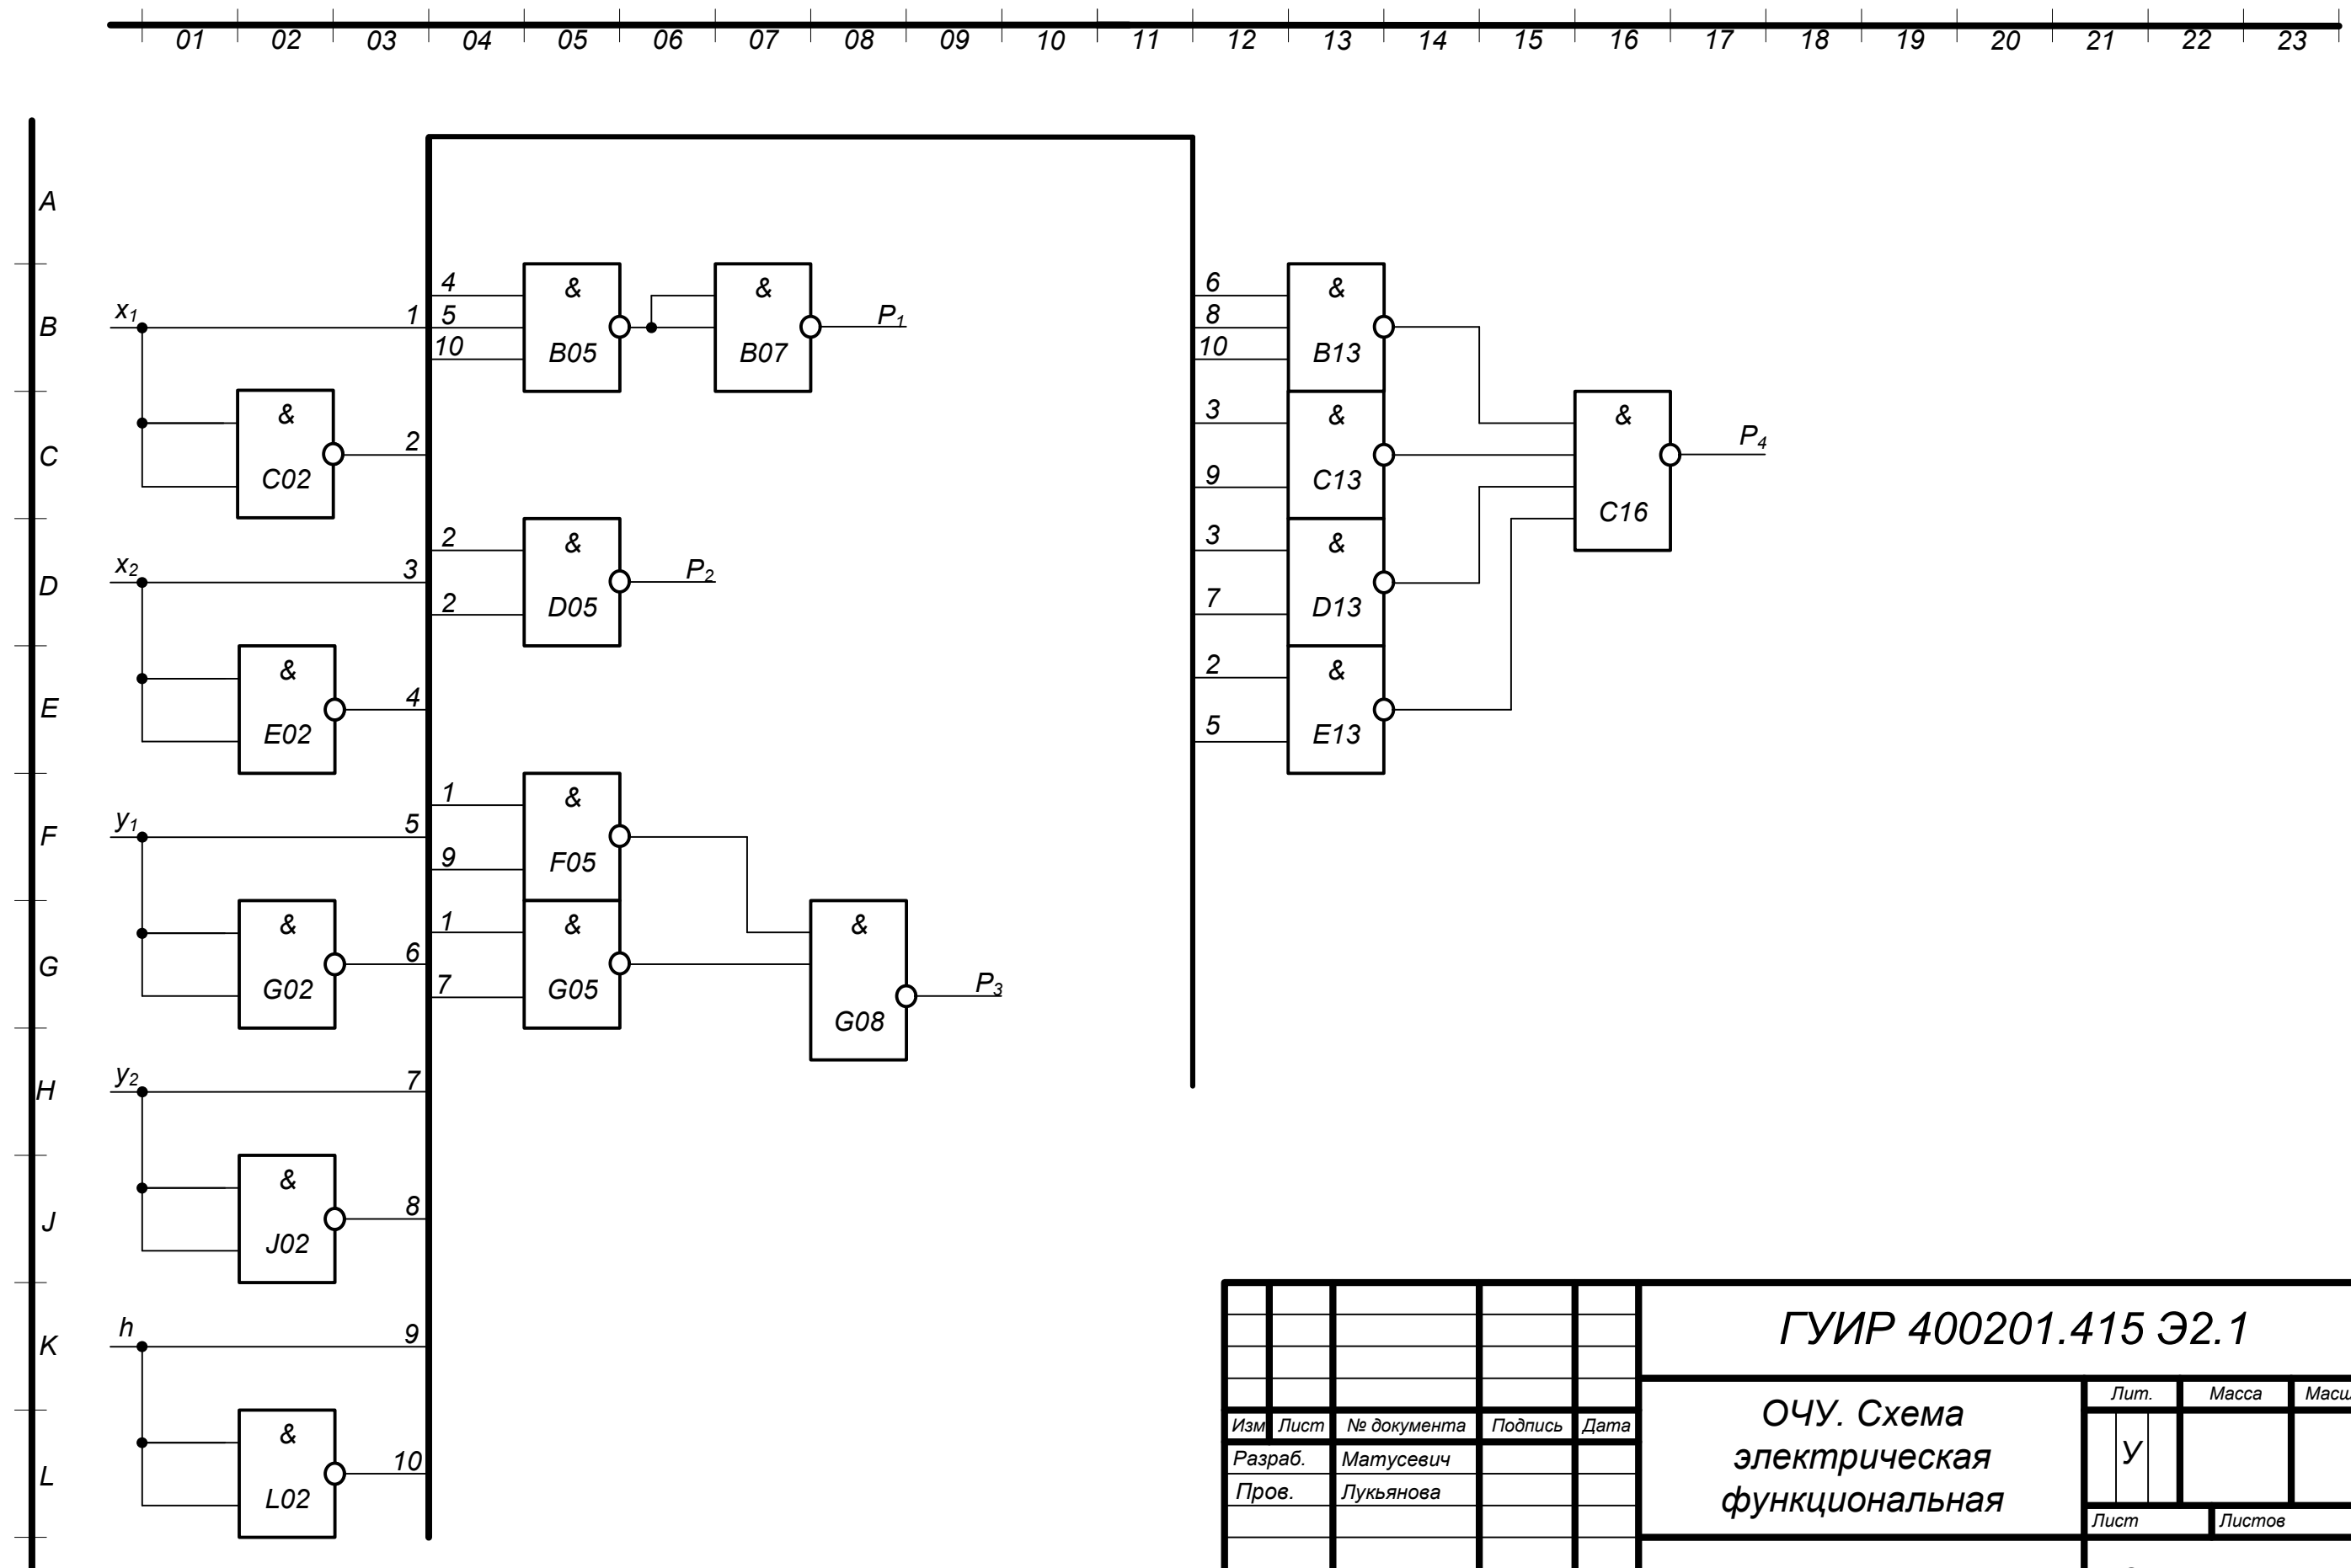 01 02 03 04 05 06 07 08 09 10 11 12 13 14 15 16 17 18 19 20 21 22 23
A
B
C
D
E
F
G
H
J
K
L
x1
1
&
C02
2
x2
3
&
E02
4
y1
5
&
G02
6
y2
7
&
J02
8
h
9
&
L02
10
4
5
10
&
B05
&
B07
P1
2
2
&
D05
P2
1
9
&
F05
1
7
&
G05
&
G08
P3
6
8
10
&
B13
3
9
&
C13
3
7
&
D13
2
5
&
E13
&
C16
P4
ГУИР 400201.415 Э2.1
ОЧУ. Схема
электрическая
функциональная
Лит. Масса
У
Лист Листов
Изм Лист № документа Подпись Дата
Разраб. Матусевич
Пров. Лукьянова